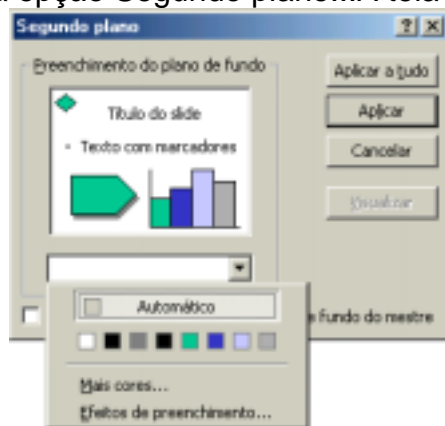 opção Segundo plano...
Segundo plano
Preenchimento do plano de fundo
Título do slide
Texto com marcadores
Aplicar a tudo
Aplicar
Cancelar
Visualizar
Automático
fundo do mestre
Mais cores...
Efeitos de preenchimento...